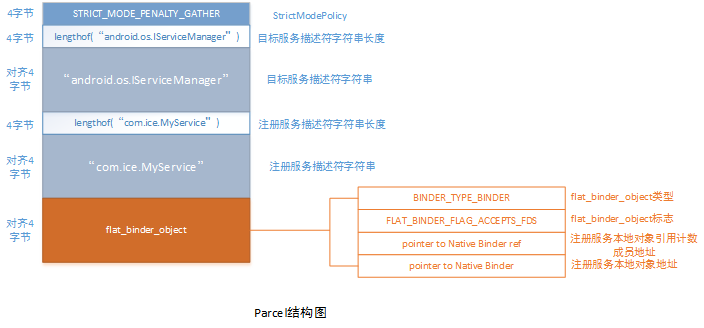 4字节
STRICT_MODE_PENALTY_GATHER
StrictModePolicy
4字节
lengthof(“android.os.IServiceManager”)
目标服务描述符字符串长度
对齐4
字节
“android.os.IServiceManager”
目标服务描述符字符串
4字节
lengthof(“com.ice.MyService”)
注册服务描述符字符串长度
对齐4
字节
“com.ice.MyService”
注册服务描述符字符串
对齐4
字节
flat_binder_object
BINDER_TYPE_BINDER
flat_binder_object类型
FLAT_BINDER_FLAG_ACCEPTS_FDS
flat_binder_object标志
pointer to Native Binder ref
注册服务本地对象引用计数
成员地址
pointer to Native Binder
注册服务本地对象地址
Parcel结构图